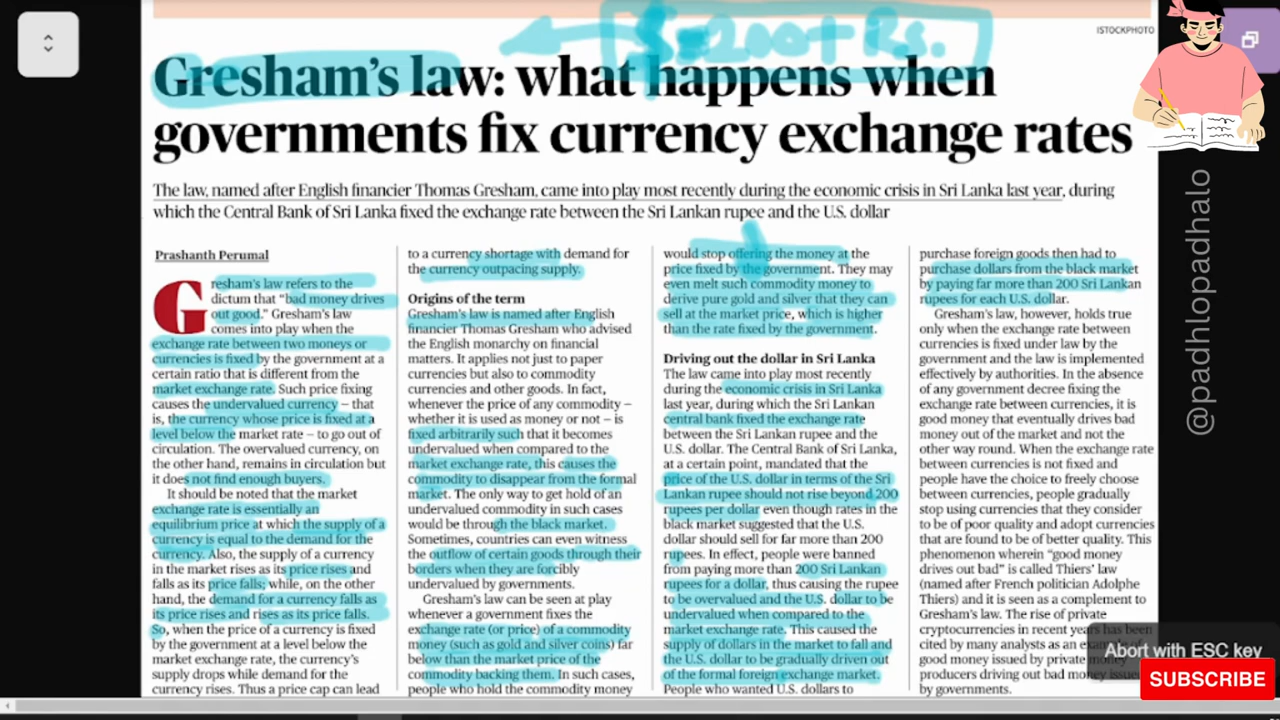 ISTOCKPHOTO
$=200+ Rs.
Gresham's law: what happens when
governments fix currency exchange rates
The law, named after English financier Thomas Gresham, came into play most recently during the economic crisis in Sri Lanka last year, during
which the Central Bank of Sri Lanka fixed the exchange rate between the Sri Lankan rupee and the U.S. dollar
Prashanth Perumal
Gresham's law refers to the
dictum that "bad money drives
out good." Gresham's law
comes into play when the
exchange rate between two moneys or
currencies is fixed by the government at a
certain ratio that is different from the
market exchange rate. Such price fixing
causes the undervalued currency – that
is, the currency whose price is fixed at a
level below the market rate – to go out of
circulation. The overvalued currency, on
the other hand, remains in circulation but
it does not find enough buyers.
It should be noted that the market
exchange rate is essentially an
equilibrium price at which the supply of a
currency is equal to the demand for the
currency. Also, the supply of a currency
in the market rises as its price rises and
falls as its price falls; while, on the other
hand, the demand for a currency falls as
its price rises and rises as its price falls.
So, when the price of a currency is fixed
by the government at a level below the
market exchange rate, the currency's
supply drops while demand for the
currency rises. Thus a price cap can lead
to a currency shortage with demand for
the currency outpacing supply.
Origins of the term
Gresham's law is named after English
financier Thomas Gresham who advised
the English monarchy on financial
matters. It applies not just to paper
currencies but also to commodity
currencies and other goods. In fact,
whenever the price of any commodity –
whether it is used as money or not – is
fixed arbitrarily such that it becomes
undervalued when compared to the
market exchange rate, this causes the
commodity to disappear from the formal
market. The only way to get hold of an
undervalued commodity in such cases
would be through the black market.
Sometimes, countries can even witness
the outflow of certain goods through their
borders when they are forcibly
undervalued by governments.
Gresham's law can be seen at play
whenever a government fixes the
exchange rate (or price) of a commodity
money (such as gold and silver coins) far
below the market price of the
commodity backing them. In such cases,
people who hold the commodity money
would stop offering the money at the
price fixed by the government. They may
even melt such commodity money to
derive pure gold and silver that they can
sell at the market price, which is higher
than the rate fixed by the government.
Driving out the dollar in Sri Lanka
The law came into play most recently
during the economic crisis in Sri Lanka
last year, during which the Sri Lankan
central bank fixed the exchange rate
between the Sri Lankan rupee and the
U.S. dollar. The Central Bank of Sri Lanka,
at a certain point, mandated that the
price of the U.S. dollar in terms of the Sri
Lankan rupee should not rise beyond 200
rupees per dollar even though rates in the
black market suggested that the U.S.
dollar should sell for far more than 200
rupees. In effect, people were banned
from paying more than 200 Sri Lankan
rupees for a dollar, thus causing the rupee
to be overvalued and the U.S. dollar to be
undervalued when compared to the
market exchange rate. This caused the
supply of dollars in the market to fall and
the U.S. dollar to be gradually driven out
of the formal foreign exchange market.
People who wanted U.S. dollars to
purchase foreign goods then had to
purchase dollars from the black market
by paying far more than 200 Sri Lankan
rupees for each U.S. dollar.
Gresham's law, however, holds true
only when the exchange rate between
currencies is fixed under law by the
government and the law is implemented
effectively by authorities. In the absence
of any government decree fixing the
exchange rate between currencies, it is
good money that eventually drives bad
money out of the market and not the
other way round. When the exchange rate
between currencies is not fixed and
people have the choice to freely choose
between currencies, people gradually
stop using currencies that they consider
to be of poor quality and adopt currencies
that are found to be of better quality. This
phenomenon wherein "good money
drives out bad" is called Thiers' law
(named after French politician Adolphe
Thiers) and it is seen as a complement to
Gresham's law. The rise of private
cryptocurrencies in recent years has been
cited by many analysts as an example of
good money issued by private money
producers driving out bad money issued
by governments.
@padhlopadhalo
Abort with ESC key
SUBSCRIBE